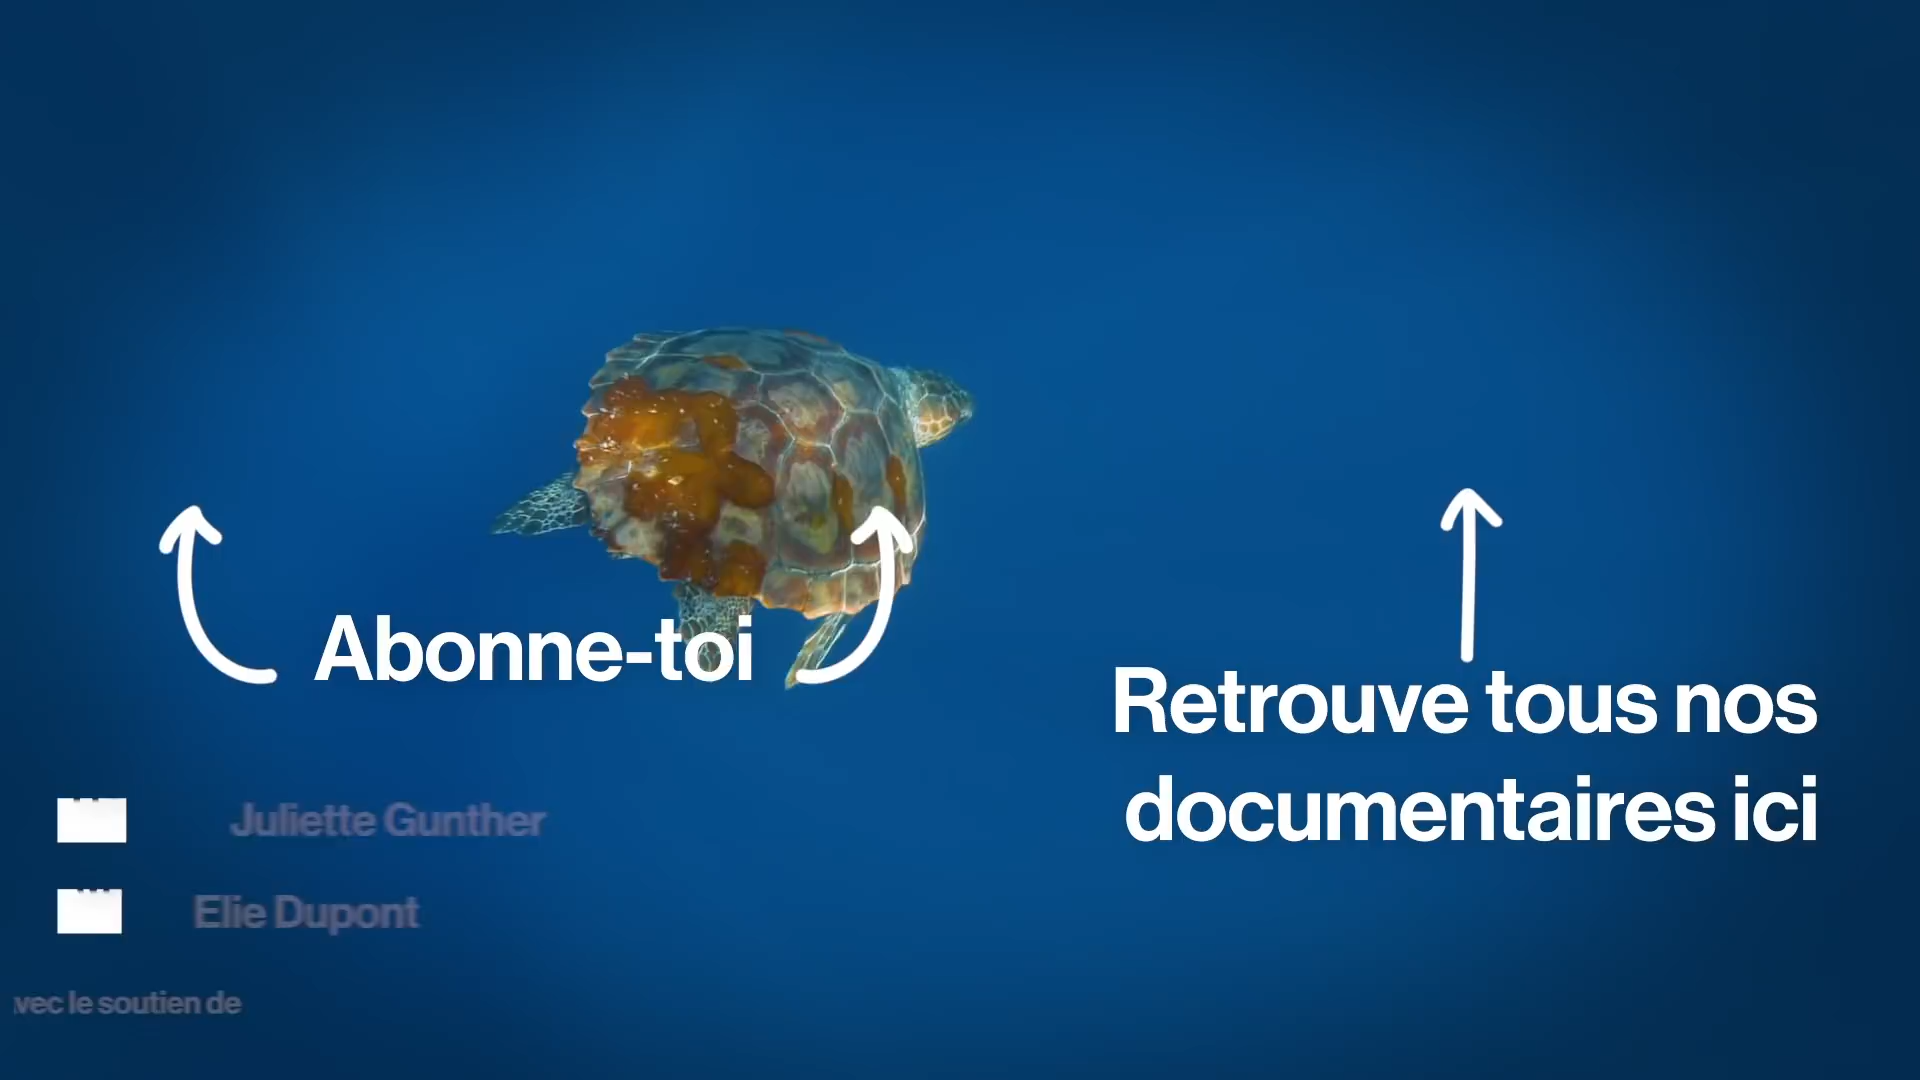 Abonne-toi
Retrouve tous nos
documentaires ici
Juliette Gunther
Elie Dupont
vec le soutien de